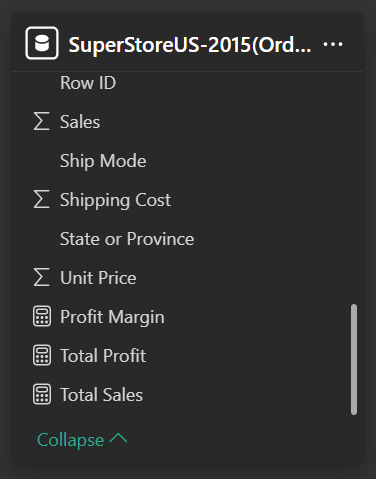 SuperStoreUS-2015(Ord...
Row ID
Sales
Ship Mode
Shipping Cost
State or Province
Unit Price
Profit Margin
Total Profit
Total Sales
Collapse